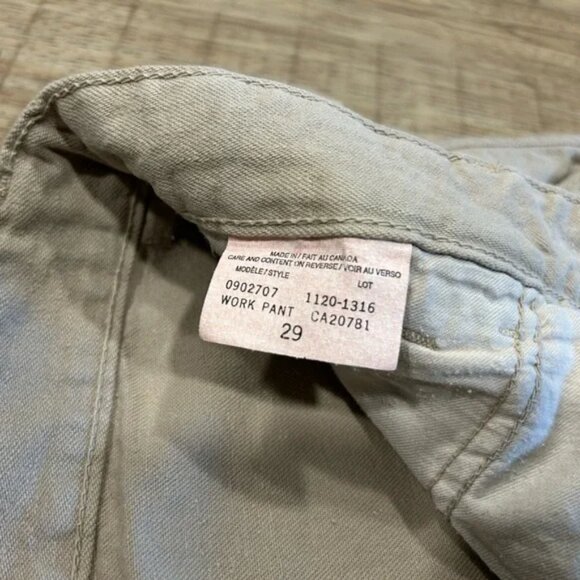 MADE IN / FAIT AU CANADA
CARE AND CONTENT ON REVERSE / VOIR AU VERSO
MODÈLE / STYLE LOT
0902707 1120-1316
WORK PANT CA20781
29